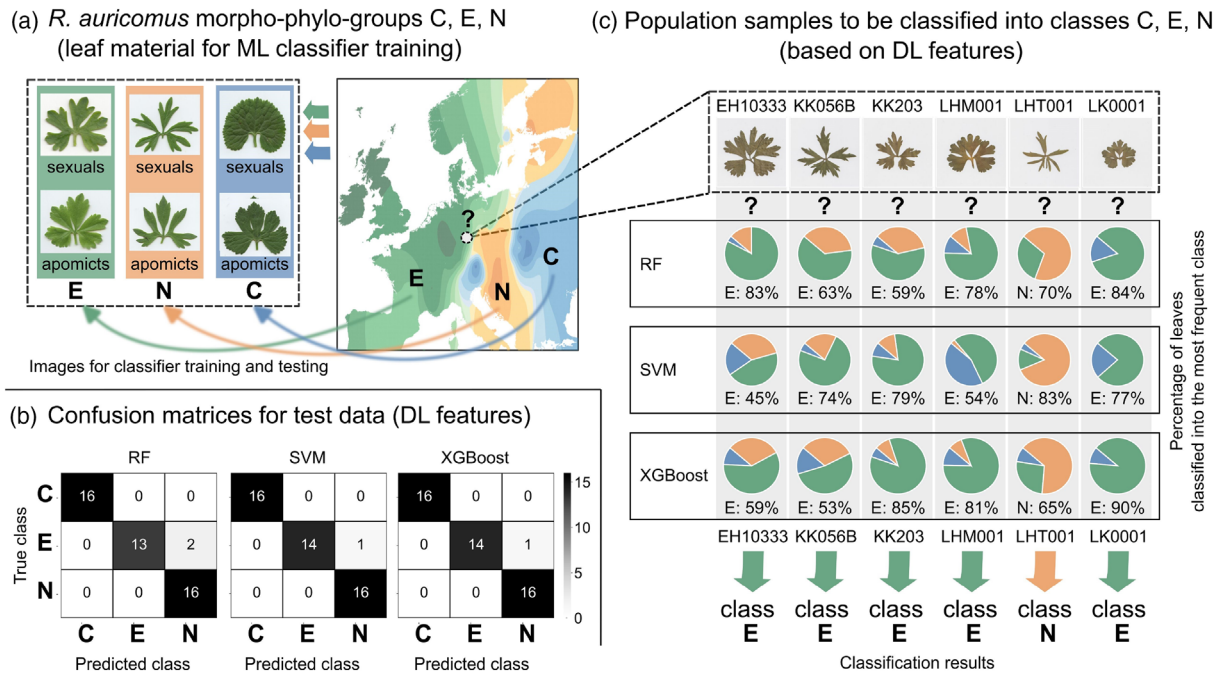 (a) R. auricomus morpho-phylo-groups C, E, N
(leaf material for ML classifier training)
sexuals sexuals sexuals
apomicts apomicts apomicts
E N C
?
E N C
Images for classifier training and testing
(b) Confusion matrices for test data (DL features)
RF SVM XGBoost
True class
C 16 0 0 16 0 0 16 0 0
E 0 13 2 0 14 1 0 14 1
N 0 0 16 0 0 16 0 0 16
C E N C E N C E N
Predicted class Predicted class Predicted class
15
10
5
0
(c) Population samples to be classified into classes C, E, N
(based on DL features)
EH10333 KK056B KK203 LHM001 LHT001 LK0001
? ? ? ? ? ?
RF
E: 83% E: 63% E: 59% E: 78% N: 70% E: 84%
SVM
E: 45% E: 74% E: 79% E: 54% N: 83% E: 77%
XGBoost
E: 59% E: 53% E: 85% E: 81% N: 65% E: 90%
Percentage of leaves
classified into the most frequent class
EH10333 KK056B KK203 LHM001 LHT001 LK0001
class class class class class class
E E E E N E
Classification results